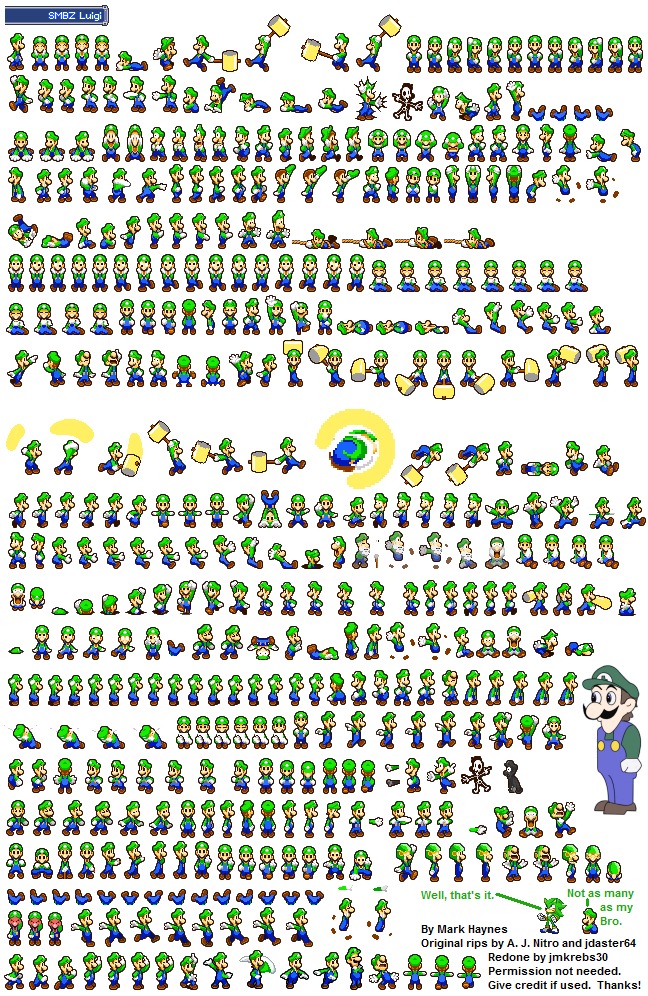 SMBZ Luigi
Well, that's it.
Not as many
as my
Bro.
By Mark Haynes
Original rips by A. J. Nitro and jdaster64
Redone by jmkrebs30
Permission not needed.
Give credit if used. Thanks!